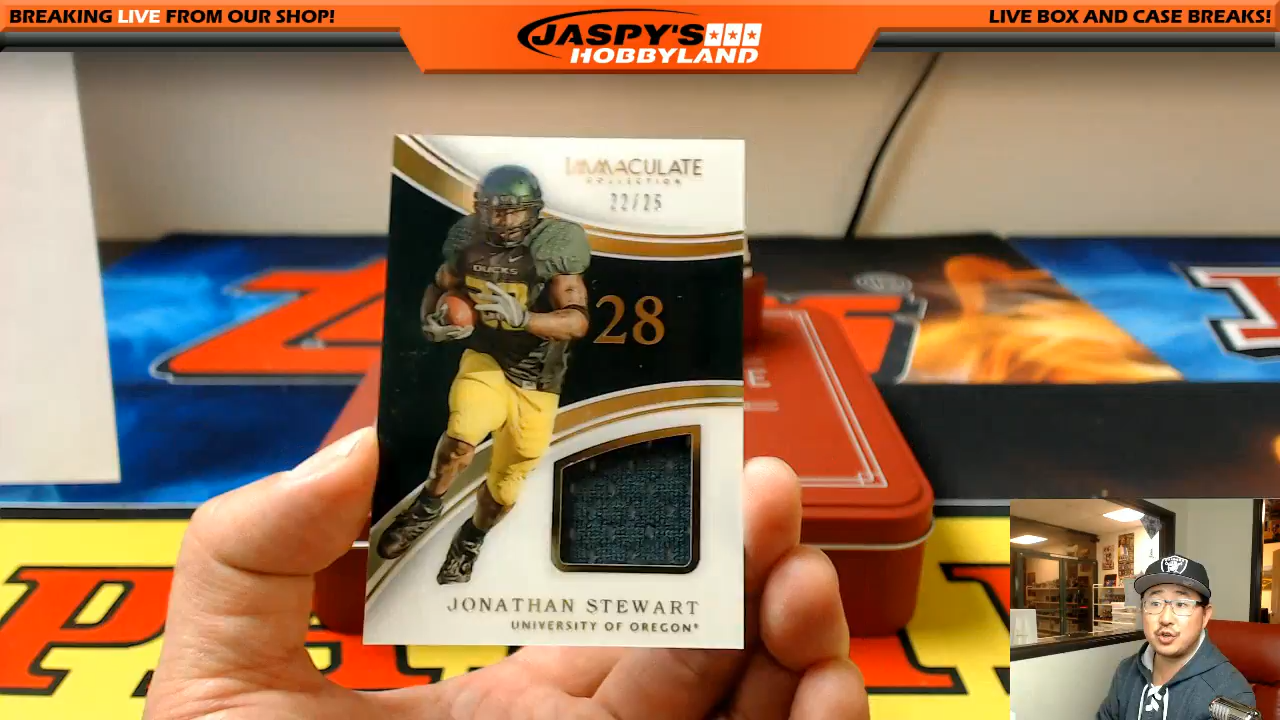 BREAKING LIVE FROM OUR SHOP!
JASPY'S
HOBBYLAND
LIVE BOX AND CASE BREAKS!
IMMACULATE
COLLECTION
22/25
DUCKS
28
28
JONATHAN STEWART
UNIVERSITY OF OREGON